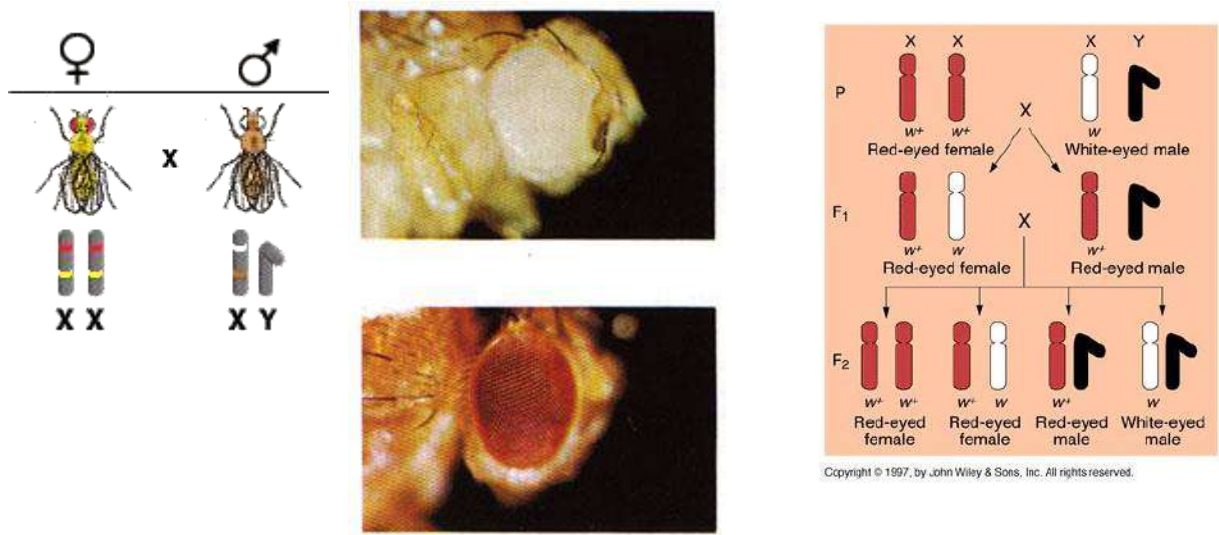 ♀ ♂
x
X X X Y
X X X Y
P
X
w+ w+ w
Red-eyed female White-eyed male
F1
X
w+ w w+
Red-eyed female Red-eyed male
F2
w+ w+ w+ w w+ w
Red-eyed Red-eyed Red-eyed White-eyed
female female male male
Copyright © 1997, by John Wiley & Sons, Inc. All rights reserved.